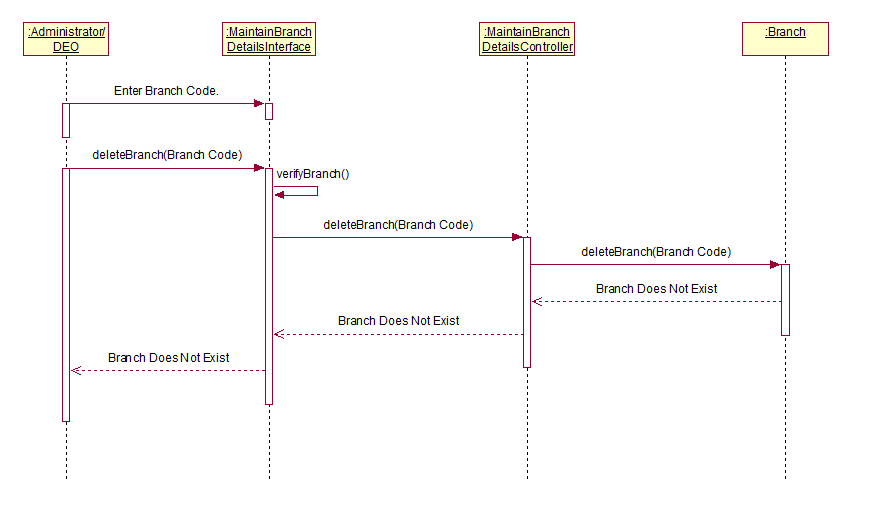 :Administrator/
DEO
:MaintainBranch
DetailsInterface
:MaintainBranch
DetailsController
:Branch
Enter Branch Code.
deleteBranch(Branch Code)
verifyBranch()
deleteBranch(Branch Code)
deleteBranch(Branch Code)
Branch Does Not Exist
Branch Does Not Exist
Branch Does Not Exist